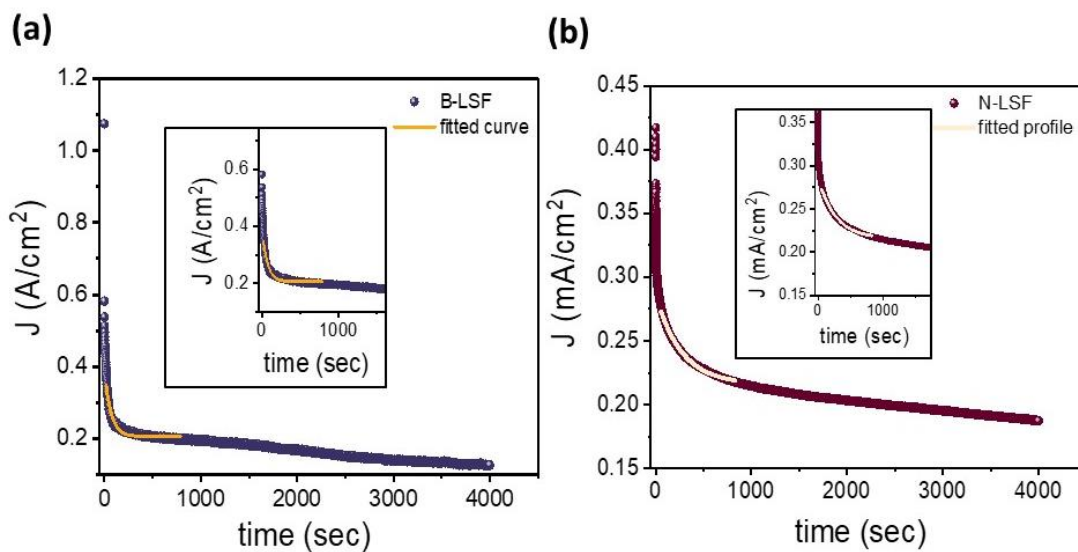 (a)
1.2
1.0
0.8
0.6
0.4
0.2
J (A/cm²)
0 1000 2000 3000 4000
time (sec)
B-LSF
fitted curve
0.6
0.4
0.2
J (A/cm²)
0 1000
time (sec)
(b)
0.45
0.40
0.35
0.30
0.25
0.20
0.15
J (mA/cm²)
0 1000 2000 3000 4000
time (sec)
N-LSF
fitted profile
0.35
0.30
0.25
0.20
0.15
J (mA/cm²)
0 1000
time (sec)